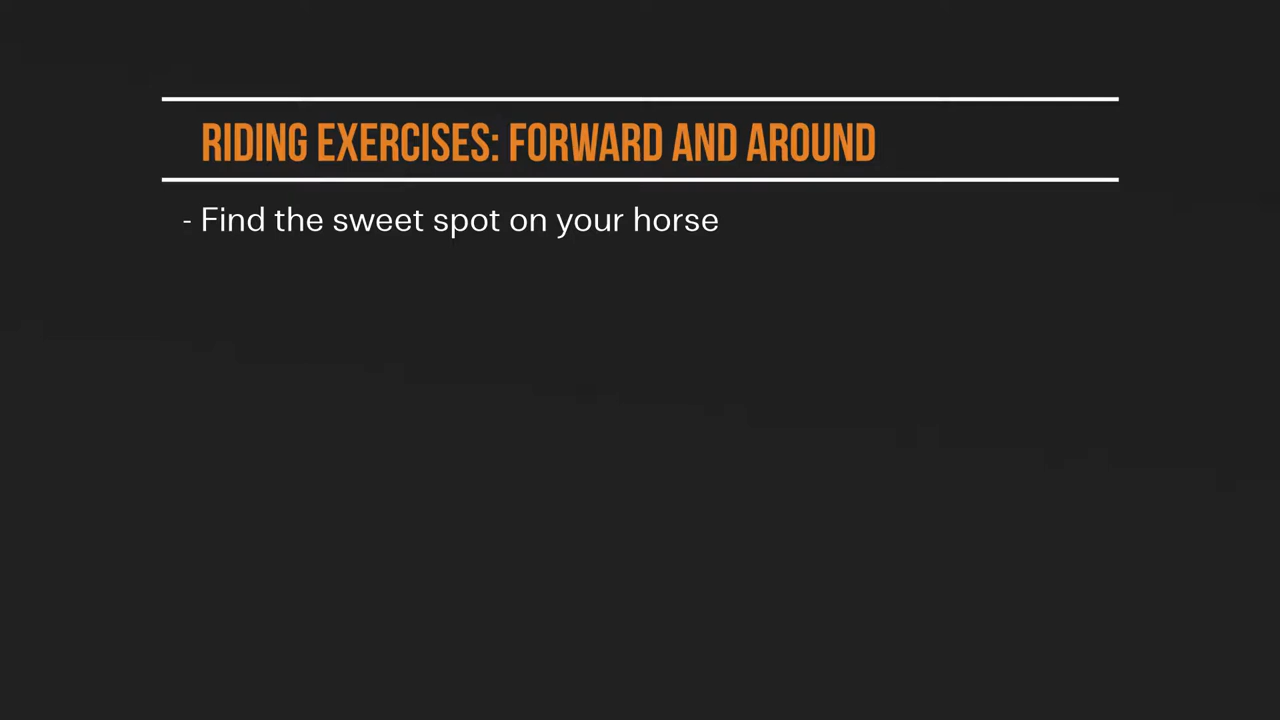 RIDING EXERCISES: FORWARD AND AROUND
- Find the sweet spot on your horse